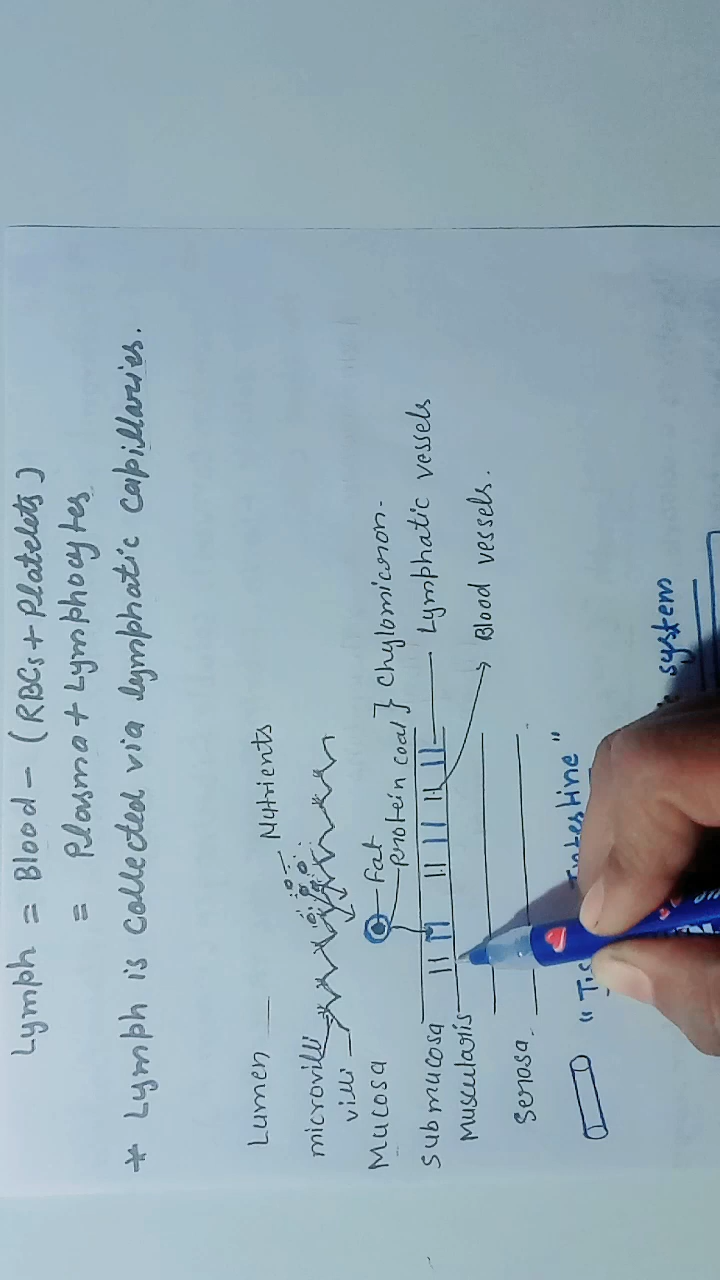 Lymph = Blood - (RBCs + Platelets)
= Plasma + Lymphocytes
* Lymph is collected via lymphatic capillaries.
Lumen
Nutrients
microvilli
villi
Mucosa
Fat
Protein coat } Chylomicron.
Submucosa
Lymphatic vessels
Muscularis
Blood vessels.
Serosa.
Intestine"
system